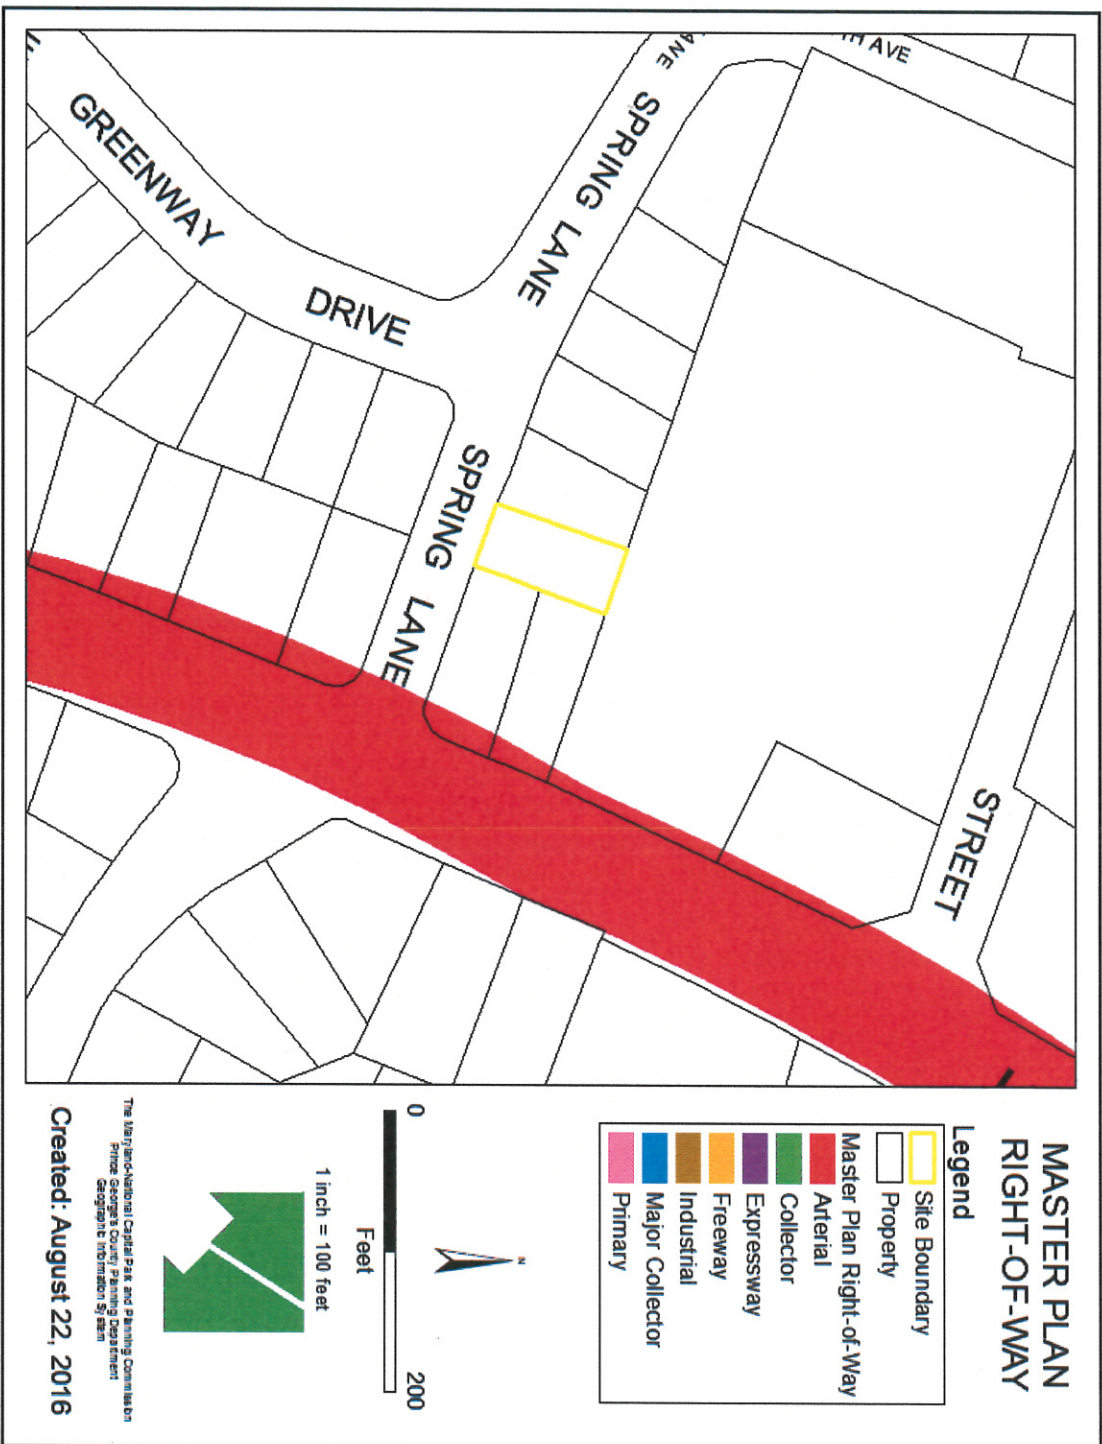 MASTER PLAN
RIGHT-OF-WAY
Legend
Site Boundary
Property
Master Plan Right-of-Way
Arterial
Collector
Expressway
Freeway
Industrial
Major Collector
Primary
N
0 200
Feet
1 inch = 100 feet
The Maryland-National Capital Park and Planning Commission
Prince George's County Planning Department
Geographic Information System
Created: August 22, 2016
AVE
SPRING LANE
GREENWAY
DRIVE
SPRING LANE
STREET